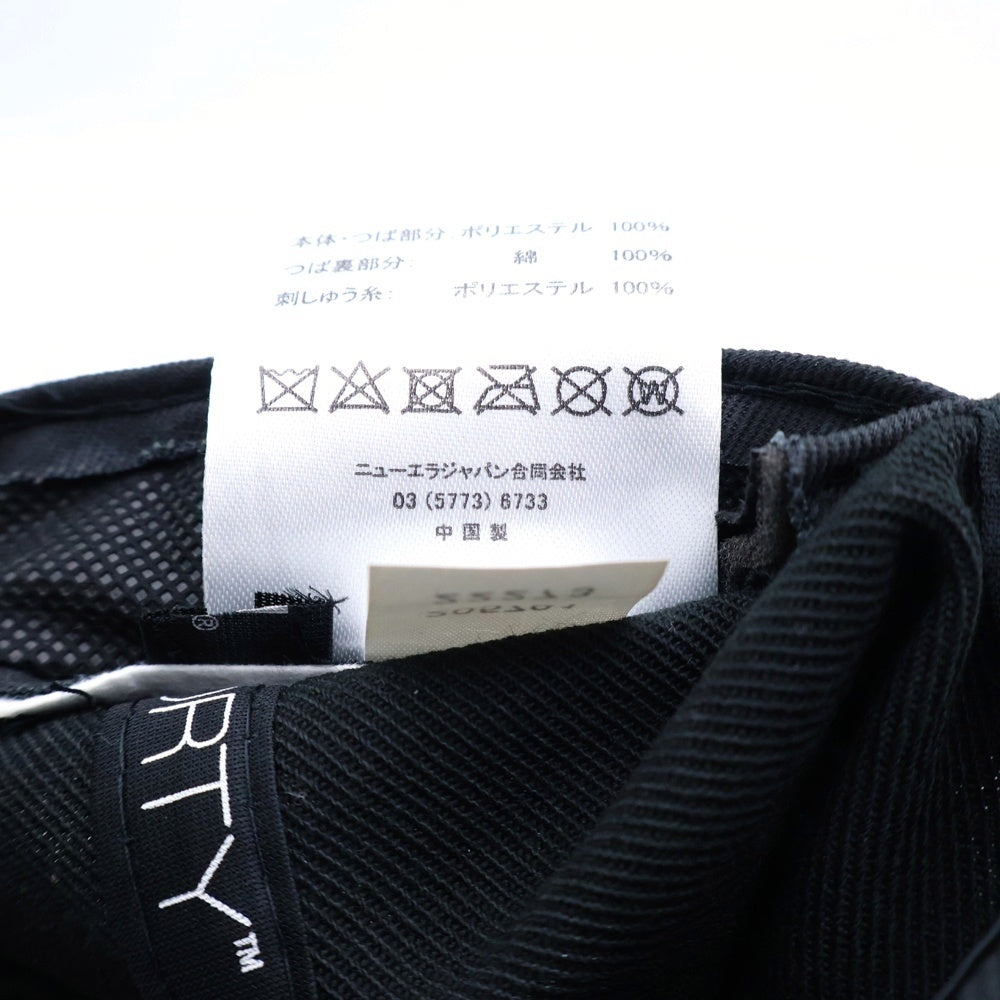 本体・つば部分:ポリエステル 100%
つば裏部分: 綿 100%
刺しゅう糸: ポリエステル 100%
W
ニューエラジャパン合同会社
03 (5773) 6733
中国製
22273
®
RTY™